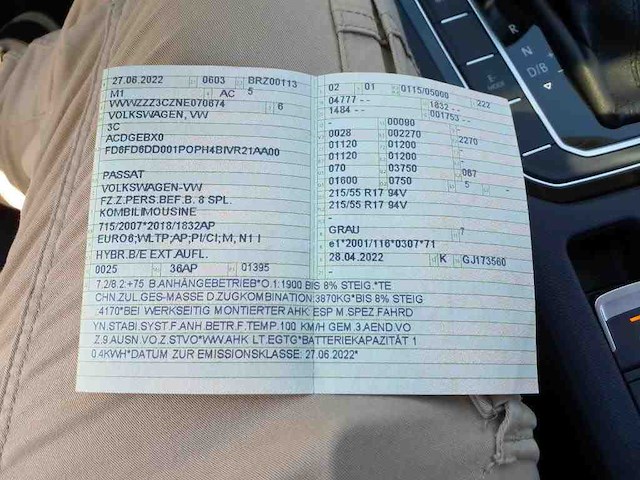 27.06.2022 0603 BRZ00113
M1 AC 5
WVWZZZ3CZNE070674 6
VOLKSWAGEN, VW
3C
ACDGEBX0
FD6FD6DD001POPH4BIVR21AA00
PASSAT
VOLKSWAGEN-VW
FZ.Z.PERS.BEF.B. 8 SPL.
KOMBILIMOUSINE
715/2007*2018/1832AP
EURO6;WLTP;AP;PI/CI; M, N1 I
HYBR.B/E EXT.AUFL.
0025 36AP 01395
02 01 0115/05000 222
04777 -- 1832 --
1484 -- 001753 --
- 00090
0028 002270
01120 01200 2270
01120 01200 -
070 03750 067
01600 0750 5
215/55 R17 94V
215/55 R17 94V
-
GRAU 7
e1*2001/116*0307*71
28.04.2022 K GJ173560
-
7.2/8.2:+75 B.ANHÄNGEBETRIEB*O.1:1900 BIS 8% STEIG.*TE
CHN.ZUL.GES-MASSE D.ZUGKOMBINATION:3870KG*BIS 8% STEIG
.:4170*BEI WERKSEITIG MONTIERTER AHK ESP M.SPEZ.FAHRD
YN.STABI.SYST.F.ANH.BETR.F.TEMP.100 KM/H GEM.3.AEND.VO
Z.9.AUSN.VO.Z.STVO*VW.AHK LT.EGTG*BATTERIEKAPAZITÄT 1
0.4KWH*DATUM ZUR EMISSIONSKLASSE: 27.06.2022*
R
N
D/B
E-MODE